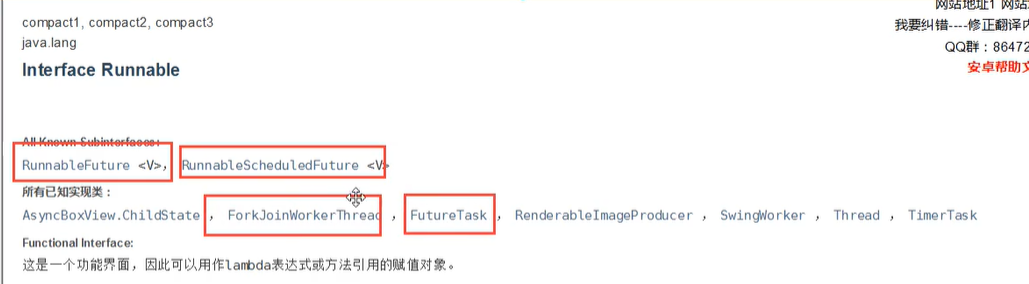 网站地址1 网站
compact1, compact2, compact3
我要纠错----修正翻译
java.lang
QQ群：86472
Interface Runnable
安卓帮助文
All Known Subinterfaces:
RunnableFuture <V>, RunnableScheduledFuture <V>
所有已知实现类：
AsyncBoxView.ChildState , ForkJoinWorkerThread , FutureTask , RenderableImageProducer , SwingWorker , Thread , TimerTask
Functional Interface:
这是一个功能界面，因此可以用作lambda表达式或方法引用的赋值对象。